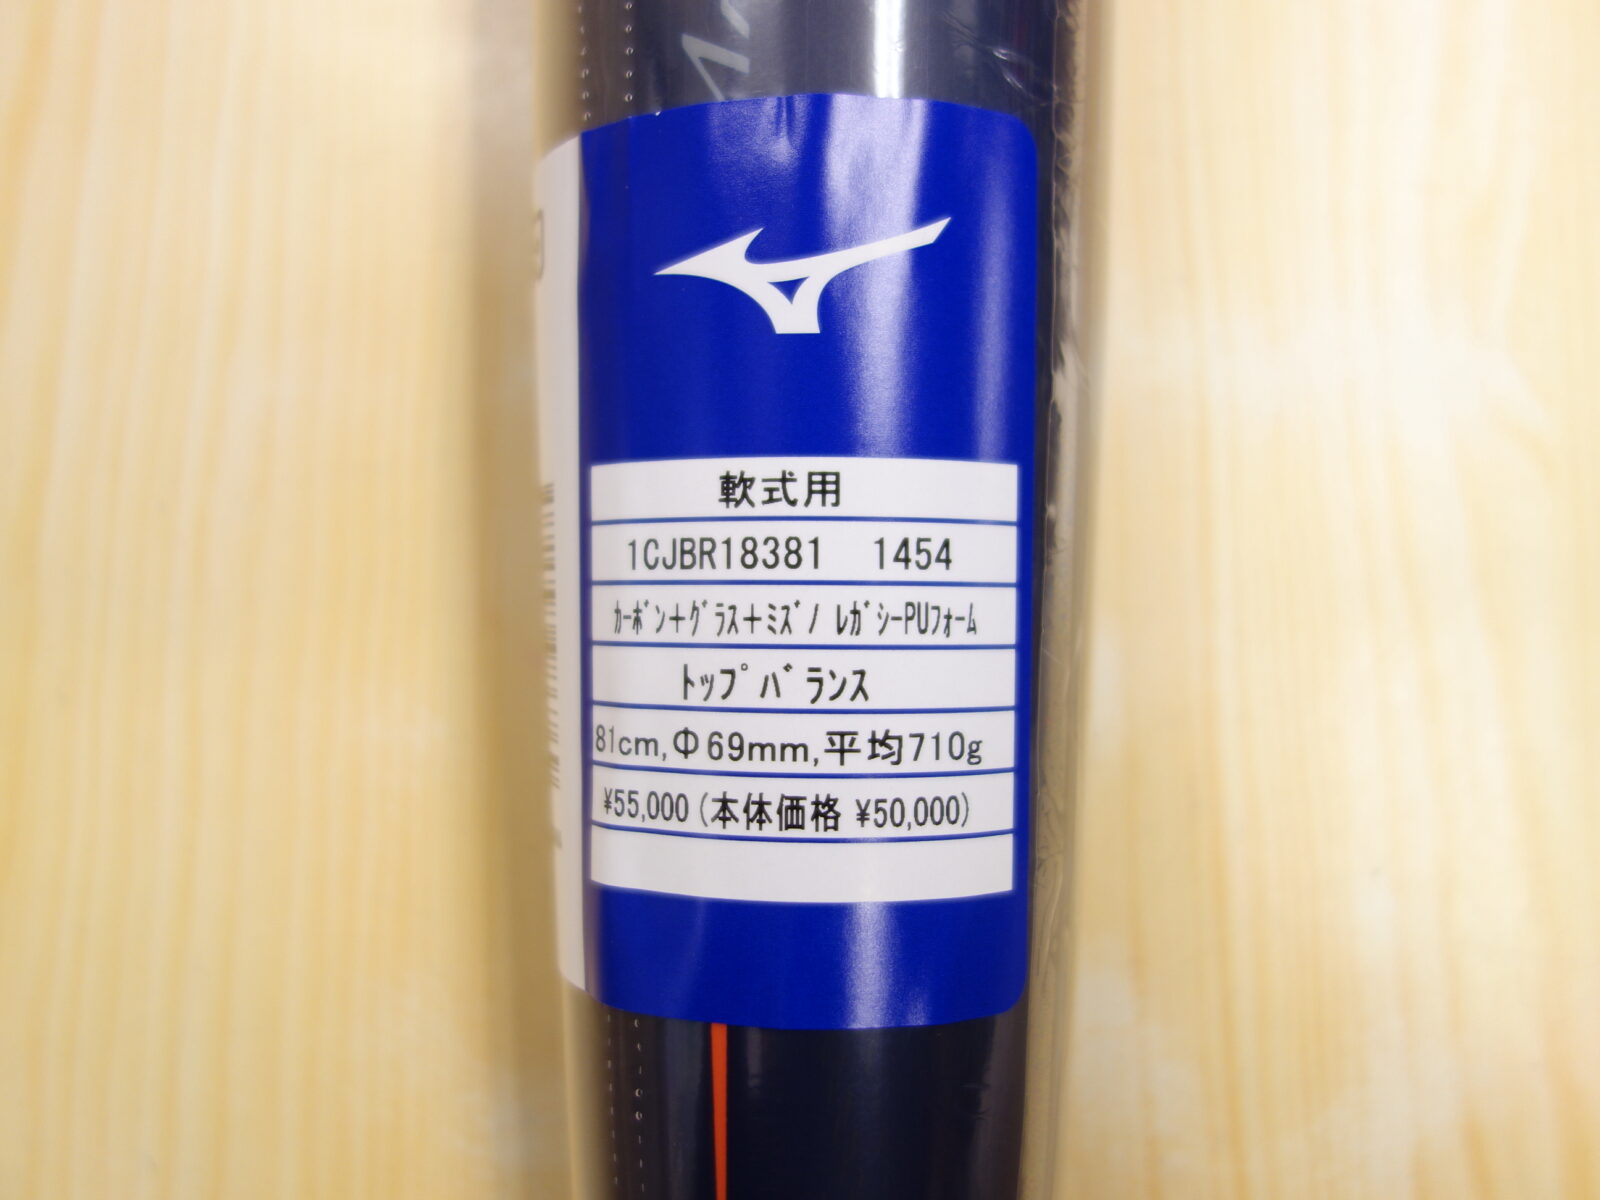 軟式用
1CJBR18381 1454
ｶｰﾎﾞﾝ+ｸﾞﾗｽ+ﾐｽﾞﾉ ﾚｶﾞｼｰPUﾌｫｰﾑ
ﾄｯﾌﾟﾊﾞﾗﾝｽ
81cm,Φ69mm,平均710g
¥55,000(本体価格 ¥50,000)